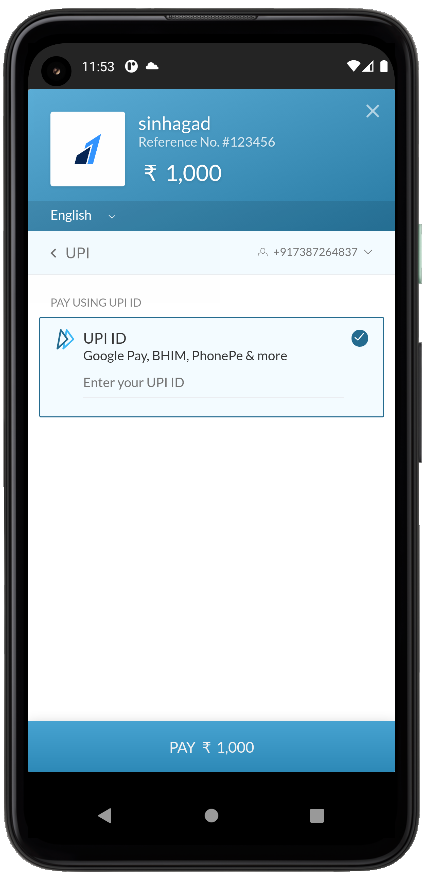 11:53
sinhagad
Reference No. #123456
₹ 1,000
English
UPI
+917387264837
PAY USING UPI ID
UPI ID
Google Pay, BHIM, PhonePe & more
Enter your UPI ID
PAY ₹ 1,000